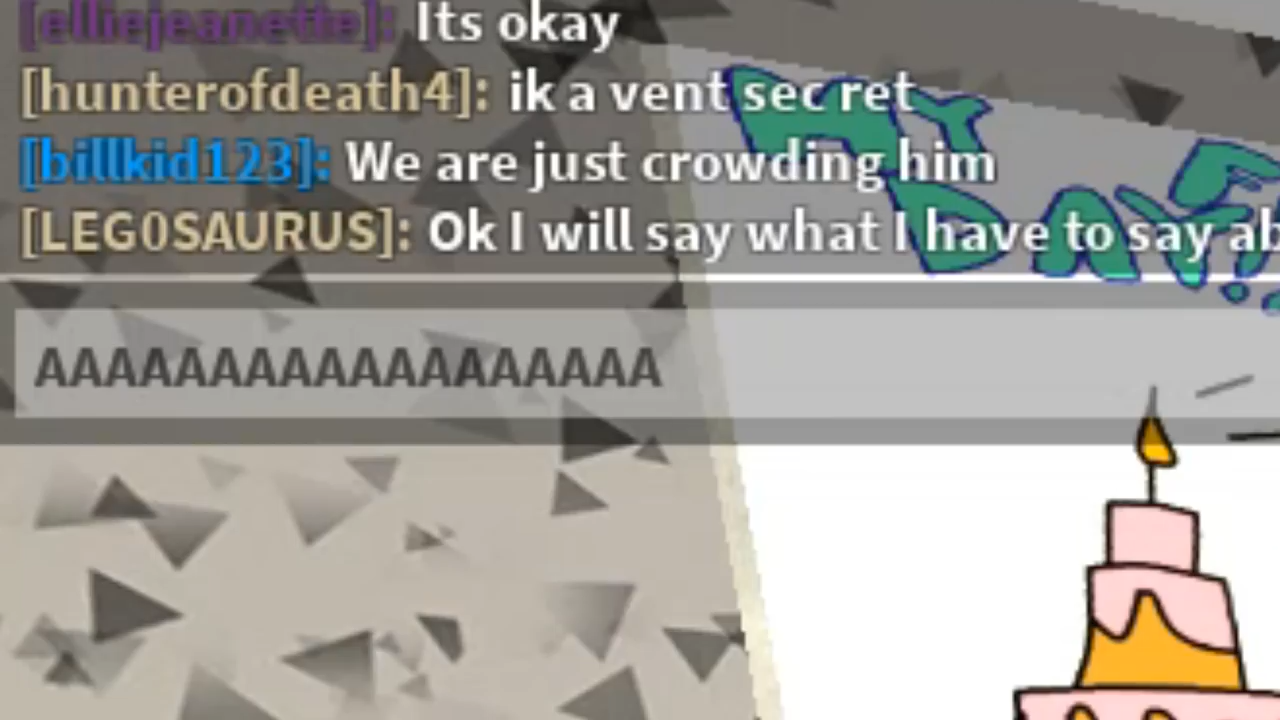 [elliejeanette]: Its okay
[hunterofdeath4]: ik a vent sec ret
[billkid123]: We are just crowding him
[LEG0SAURUS]: Ok I will say what I have to say ab
AAAAAAAAAAAAAAAAAA